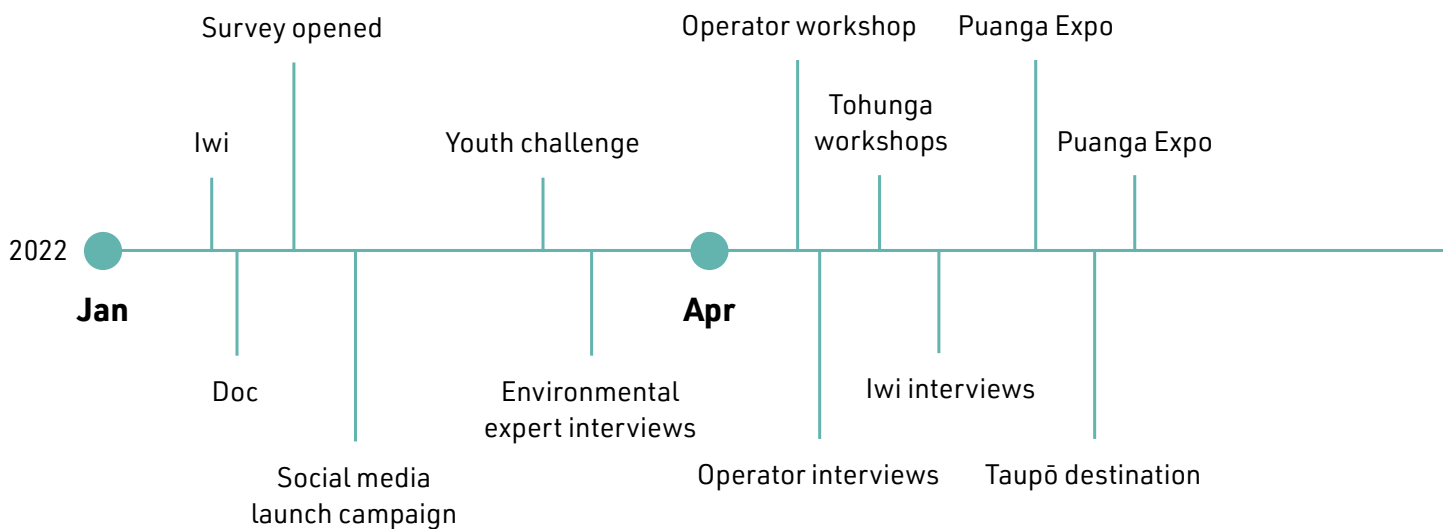 Survey opened
Operator workshop
Puanga Expo
Tohunga
workshops
Iwi
Youth challenge
Puanga Expo
2022
Jan
Apr
Doc
Environmental
expert interviews
Iwi interviews
Social media
launch campaign
Operator interviews
Taupō destination